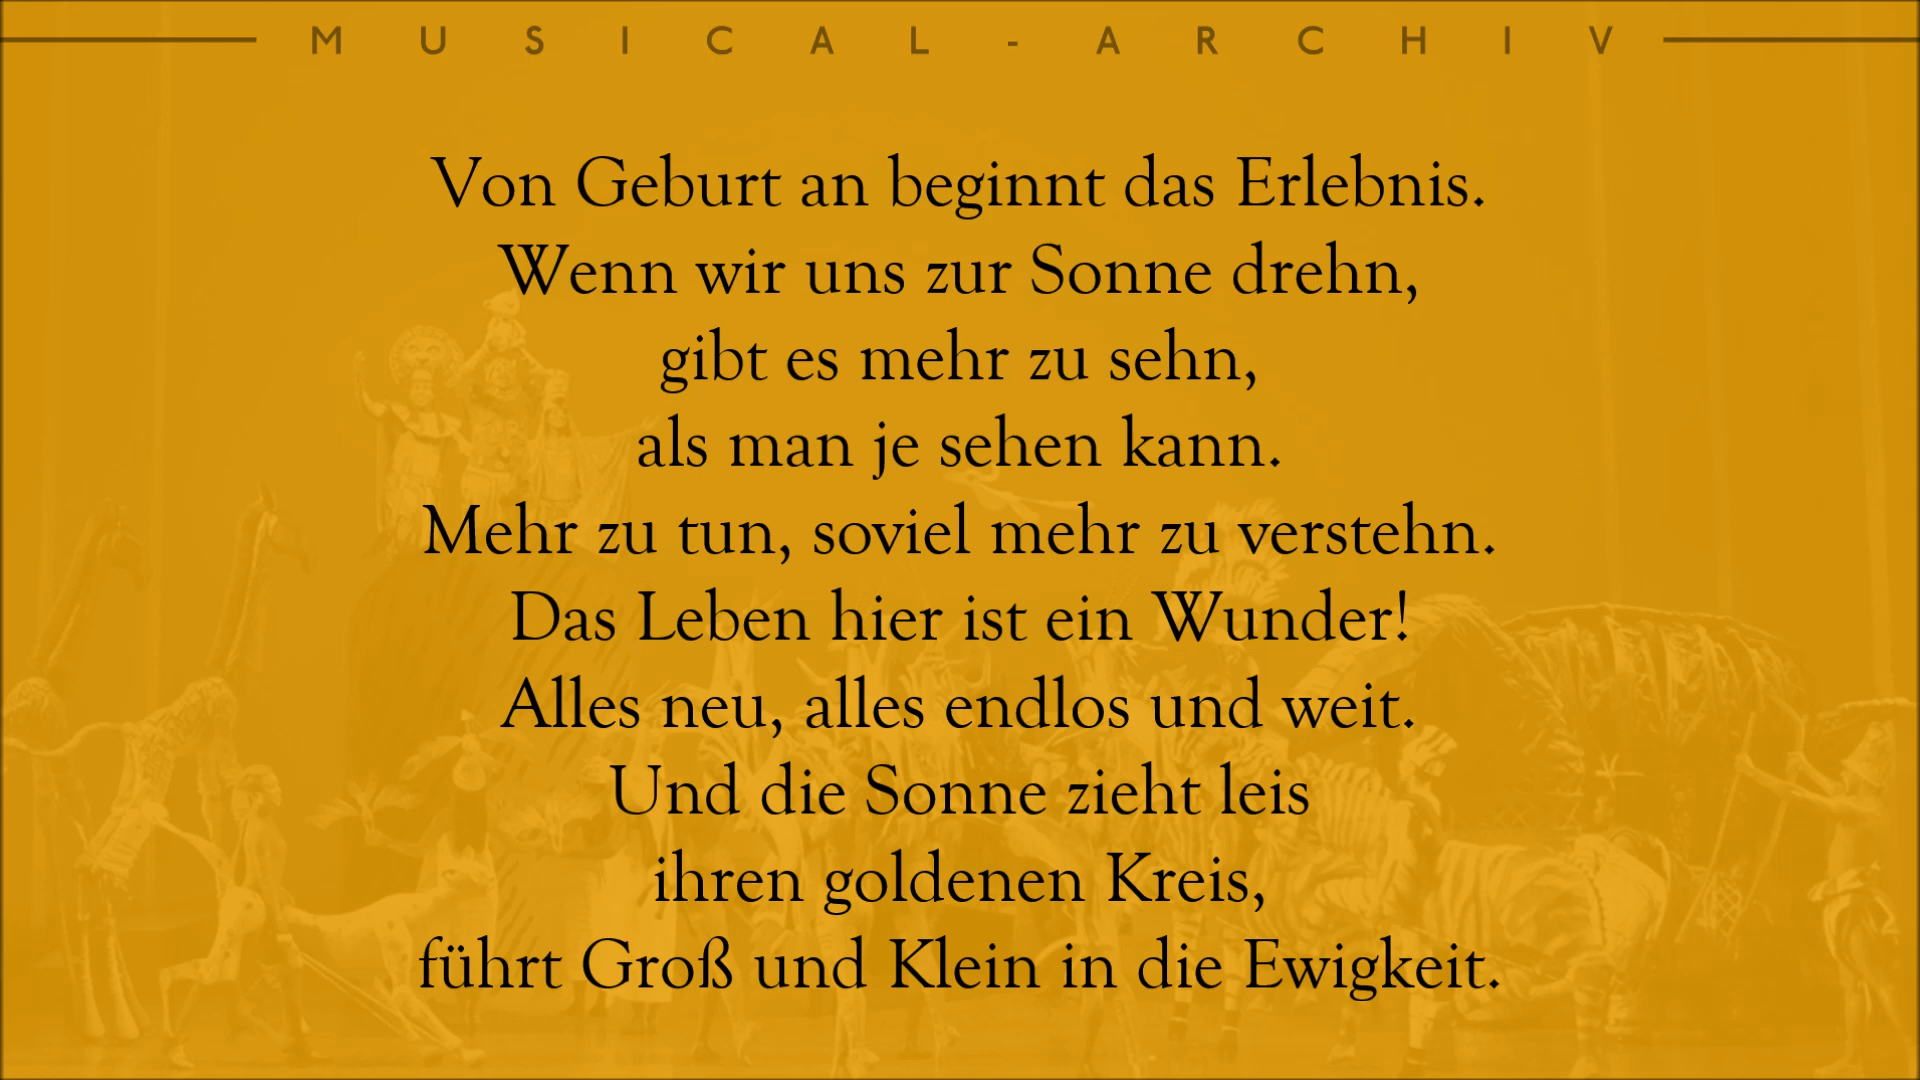 MUSICAL-ARCHIV
Von Geburt an beginnt das Erlebnis.
Wenn wir uns zur Sonne drehn,
gibt es mehr zu sehn,
als man je sehen kann.
Mehr zu tun, soviel mehr zu verstehn.
Das Leben hier ist ein Wunder!
Alles neu, alles endlos und weit.
Und die Sonne zieht leis
ihren goldenen Kreis,
führt Groß und Klein in die Ewigkeit.